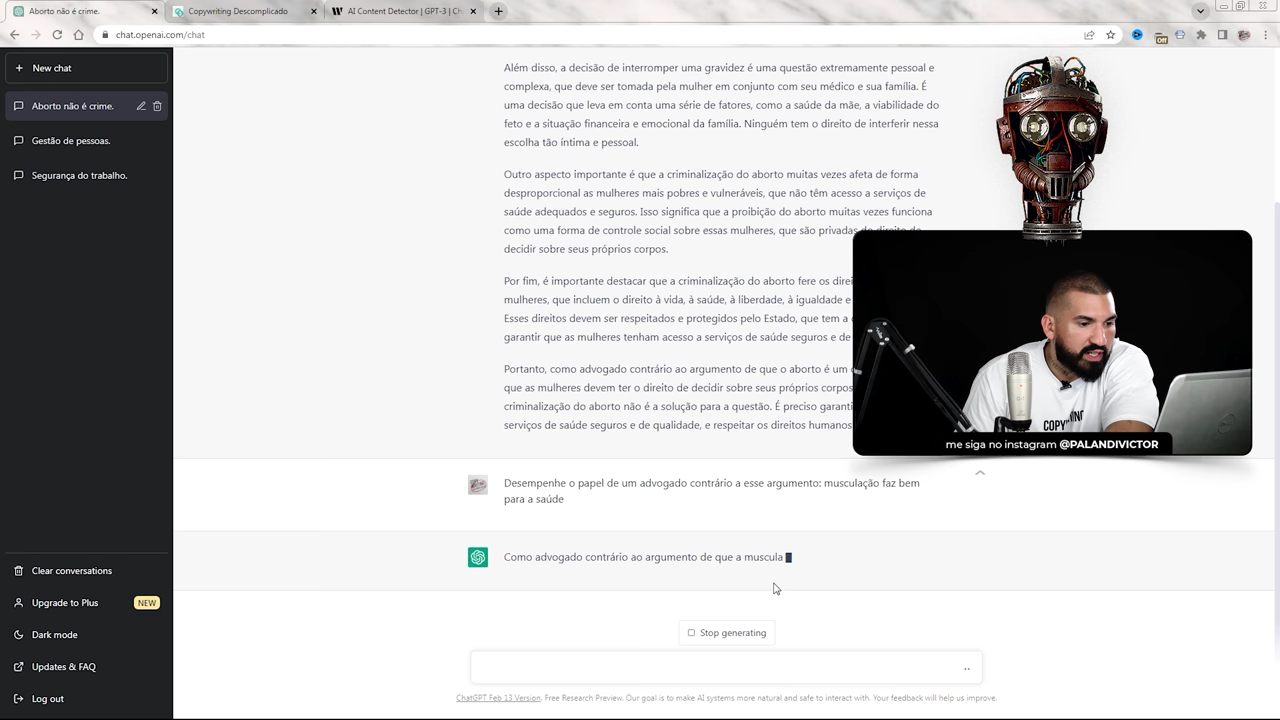 Aborto não é crime.
Copywriting Descomplicado
AI Content Detector | GPT-3 | Ch
chat.openai.com/chat
Off
New chat
Aborto não é crime.
Gestão de pessoas.
Segurança do trabalho.
Clear conversations
Upgrade to Plus
NEW
Dark mode
Updates & FAQ
Log out
Além disso, a decisão de interromper uma gravidez é uma questão extremamente pessoal e
complexa, que deve ser tomada pela mulher em conjunto com seu médico e sua família. É
uma decisão que leva em conta uma série de fatores, como a saúde da mãe, a viabilidade do
feto e a situação financeira e emocional da família. Ninguém tem o direito de interferir nessa
escolha tão íntima e pessoal.
Outro aspecto importante é que a criminalização do aborto muitas vezes afeta de forma
desproporcional as mulheres mais pobres e vulneráveis, que não têm acesso a serviços de
saúde adequados e seguros. Isso significa que a proibição do aborto muitas vezes funciona
como uma forma de controle social sobre essas mulheres, que são privadas do direito de
decidir sobre seus próprios corpos.
Por fim, é importante destacar que a criminalização do aborto fere os direi
mulheres, que incluem o direito à vida, à saúde, à liberdade, à igualdade e
Esses direitos devem ser respeitados e protegidos pelo Estado, que tem a
garantir que as mulheres tenham acesso a serviços de saúde seguros e de
Portanto, como advogado contrário ao argumento de que o aborto é um
que as mulheres devem ter o direito de decidir sobre seus próprios corpos
criminalização do aborto não é a solução para a questão. É preciso garanti
serviços de saúde seguros e de qualidade, e respeitar os direitos humanos
COPYWRITING
me siga no instagram @PALANDIVICTOR
Desempenhe o papel de um advogado contrário a esse argumento: musculação faz bem
para a saúde
Como advogado contrário ao argumento de que a muscula
Stop generating
ChatGPT Feb 13 Version. Free Research Preview. Our goal is to make AI systems more natural and safe to interact with. Your feedback will help us improve.